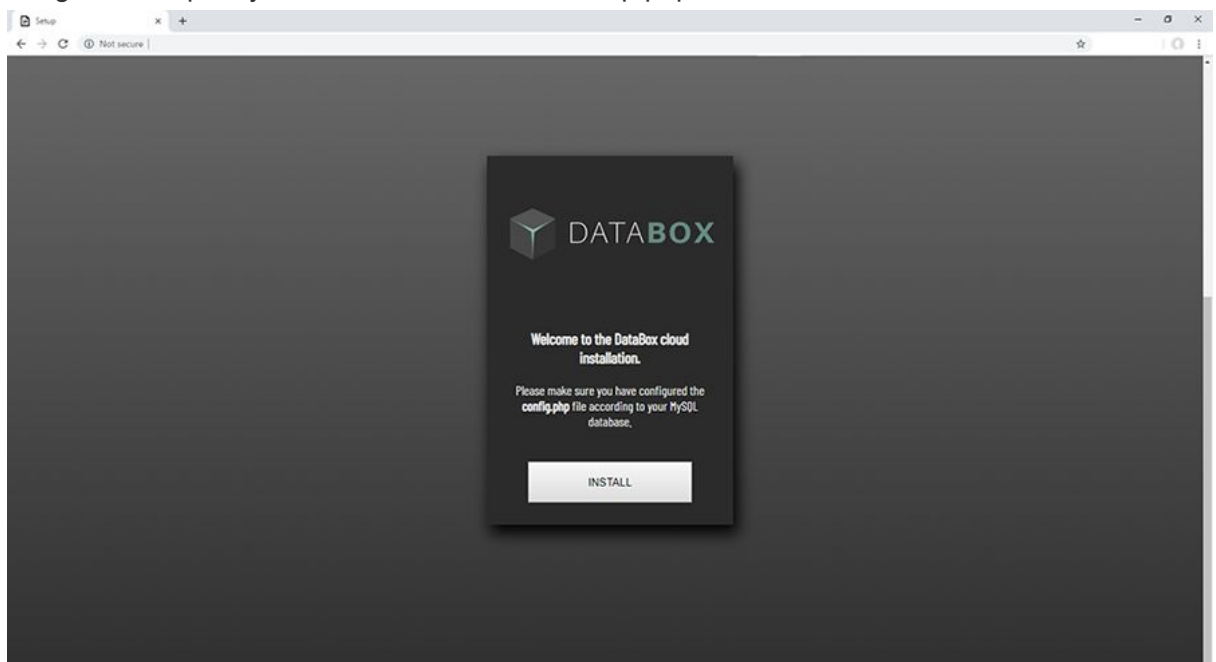 Setup
Not secure
DATABOX
Welcome to the DataBox cloud
installation.
Please make sure you have configured the
config.php file according to your MySQL
database.
INSTALL